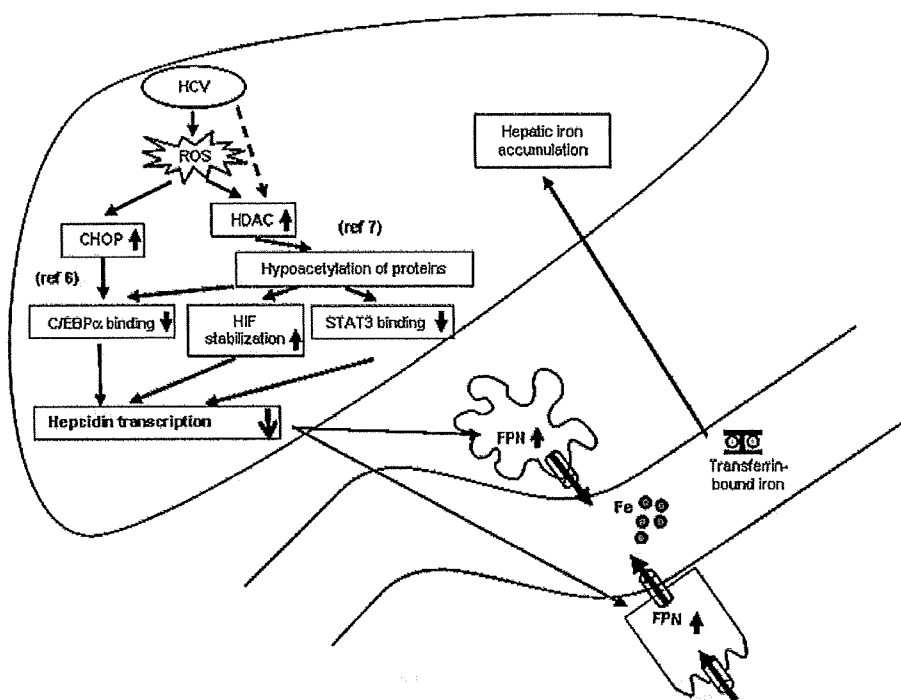 HCV
ROS
Hepatic iron
accumulation
HDAC
(ref 7)
CHOP
Hypoacetylation of proteins
(ref 6)
C/EBPα binding
HIF
stabilization
STAT3 binding
Hepcidin transcription
FPN
Transferrin-
bound iron
Fe
FPN